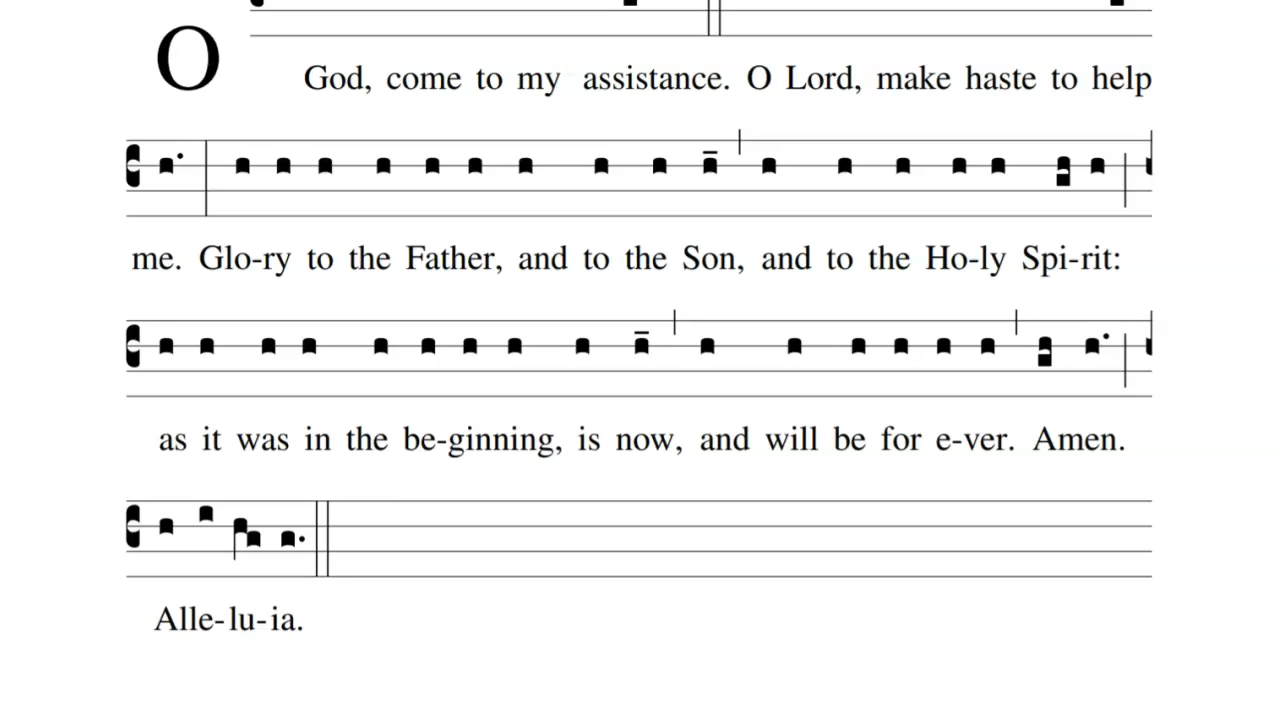 O God, come to my assistance. O Lord, make haste to help
me. Glo-ry to the Father, and to the Son, and to the Ho-ly Spi-rit:
as it was in the be-ginning, is now, and will be for e-ver. Amen.
Alle-lu-ia.